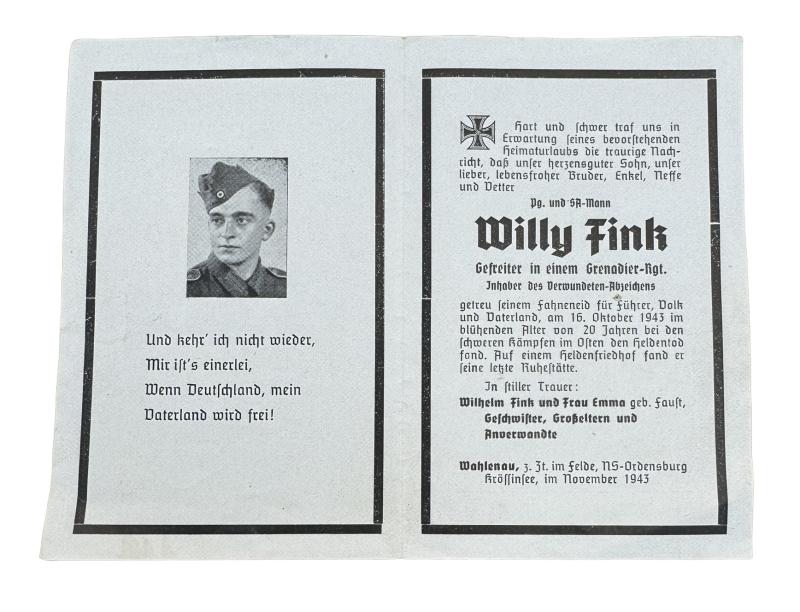 Und kehr' ich nicht wieder,
Mir ist's einerlei,
Wenn Deutschland, mein
Vaterland wird frei!
Hart und schwer traf uns in
Erwartung seines bevorstehenden
Heimaturlaubs die traurige Nach-
richt, daß unser herzensguter Sohn, unser
lieber, lebensfroher Bruder, Enkel, Neffe
und Vetter
Pg. und SA-Mann
Willy Fink
Gefreiter in einem Grenadier-Rgt.
Inhaber des Verwundeten-Abzeichens
getreu seinem Fahneneid für Führer, Volk
und Vaterland, am 16. Oktober 1943 im
blühenden Alter von 20 Jahren bei den
schweren Kämpfen im Osten den Heldentod
fand. Auf einem Heldenfriedhof fand er
seine letzte Ruhestätte.
In stiller Trauer:
Wilhelm Fink und Frau Emma geb. Faust,
Geschwister, Großeltern und
Anverwandte
Wahlenau, z. Zt. im Felde, NS-Ordensburg
Krössinsee, im November 1943